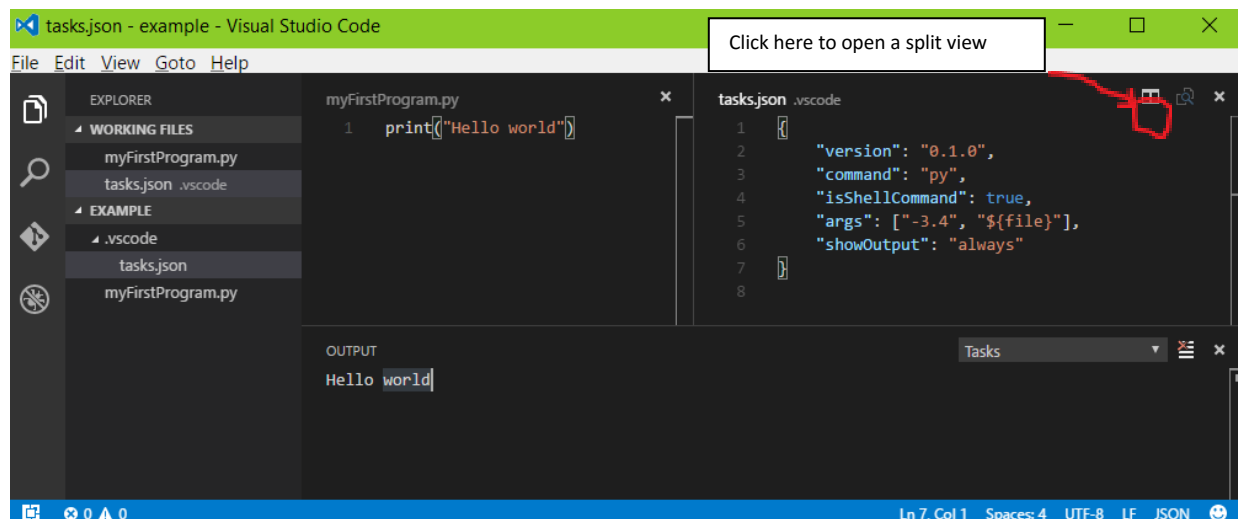 tasks.json - example - Visual Studio Code
Click here to open a split view
File Edit View Goto Help
EXPLORER
WORKING FILES
myFirstProgram.py
tasks.json .vscode
EXAMPLE
.vscode
tasks.json
myFirstProgram.py
myFirstProgram.py
1 print("Hello world")
tasks.json .vscode
1 {
2 "version": "0.1.0",
3 "command": "py",
4 "isShellCommand": true,
5 "args": ["-3.4", "${file}"],
6 "showOutput": "always"
7 }
8
OUTPUT
Tasks
Hello world
0 0
Ln 7, Col 1 Spaces: 4 UTF-8 LF JSON